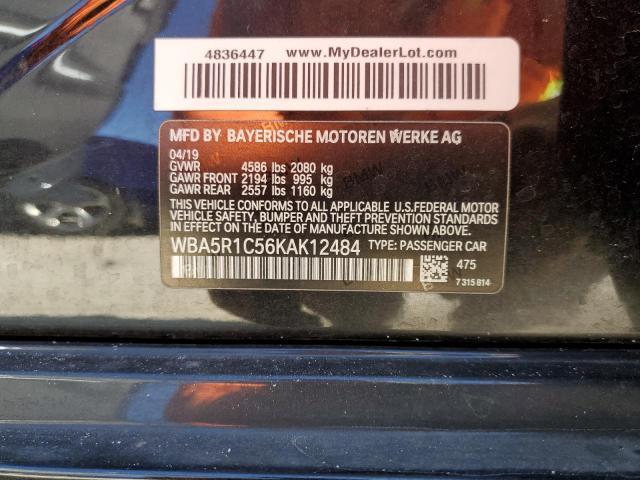 4836447 www.MyDealerLot.com
MFD BY BAYERISCHE MOTOREN WERKE AG
04/19
GVWR 4586 lbs 2080 kg
GAWR FRONT 2194 lbs 995 kg
GAWR REAR 2557 lbs 1160 kg
THIS VEHICLE CONFORMS TO ALL APPLICABLE U.S.FEDERAL MOTOR
VEHICLE SAFETY, BUMPER AND THEFT PREVENTION STANDARDS IN
EFFECT ON THE DATE OF MANUFACTURE SHOWN ABOVE.
WBA5R1C56KAK12484 TYPE: PASSENGER CAR
475
7 315 814